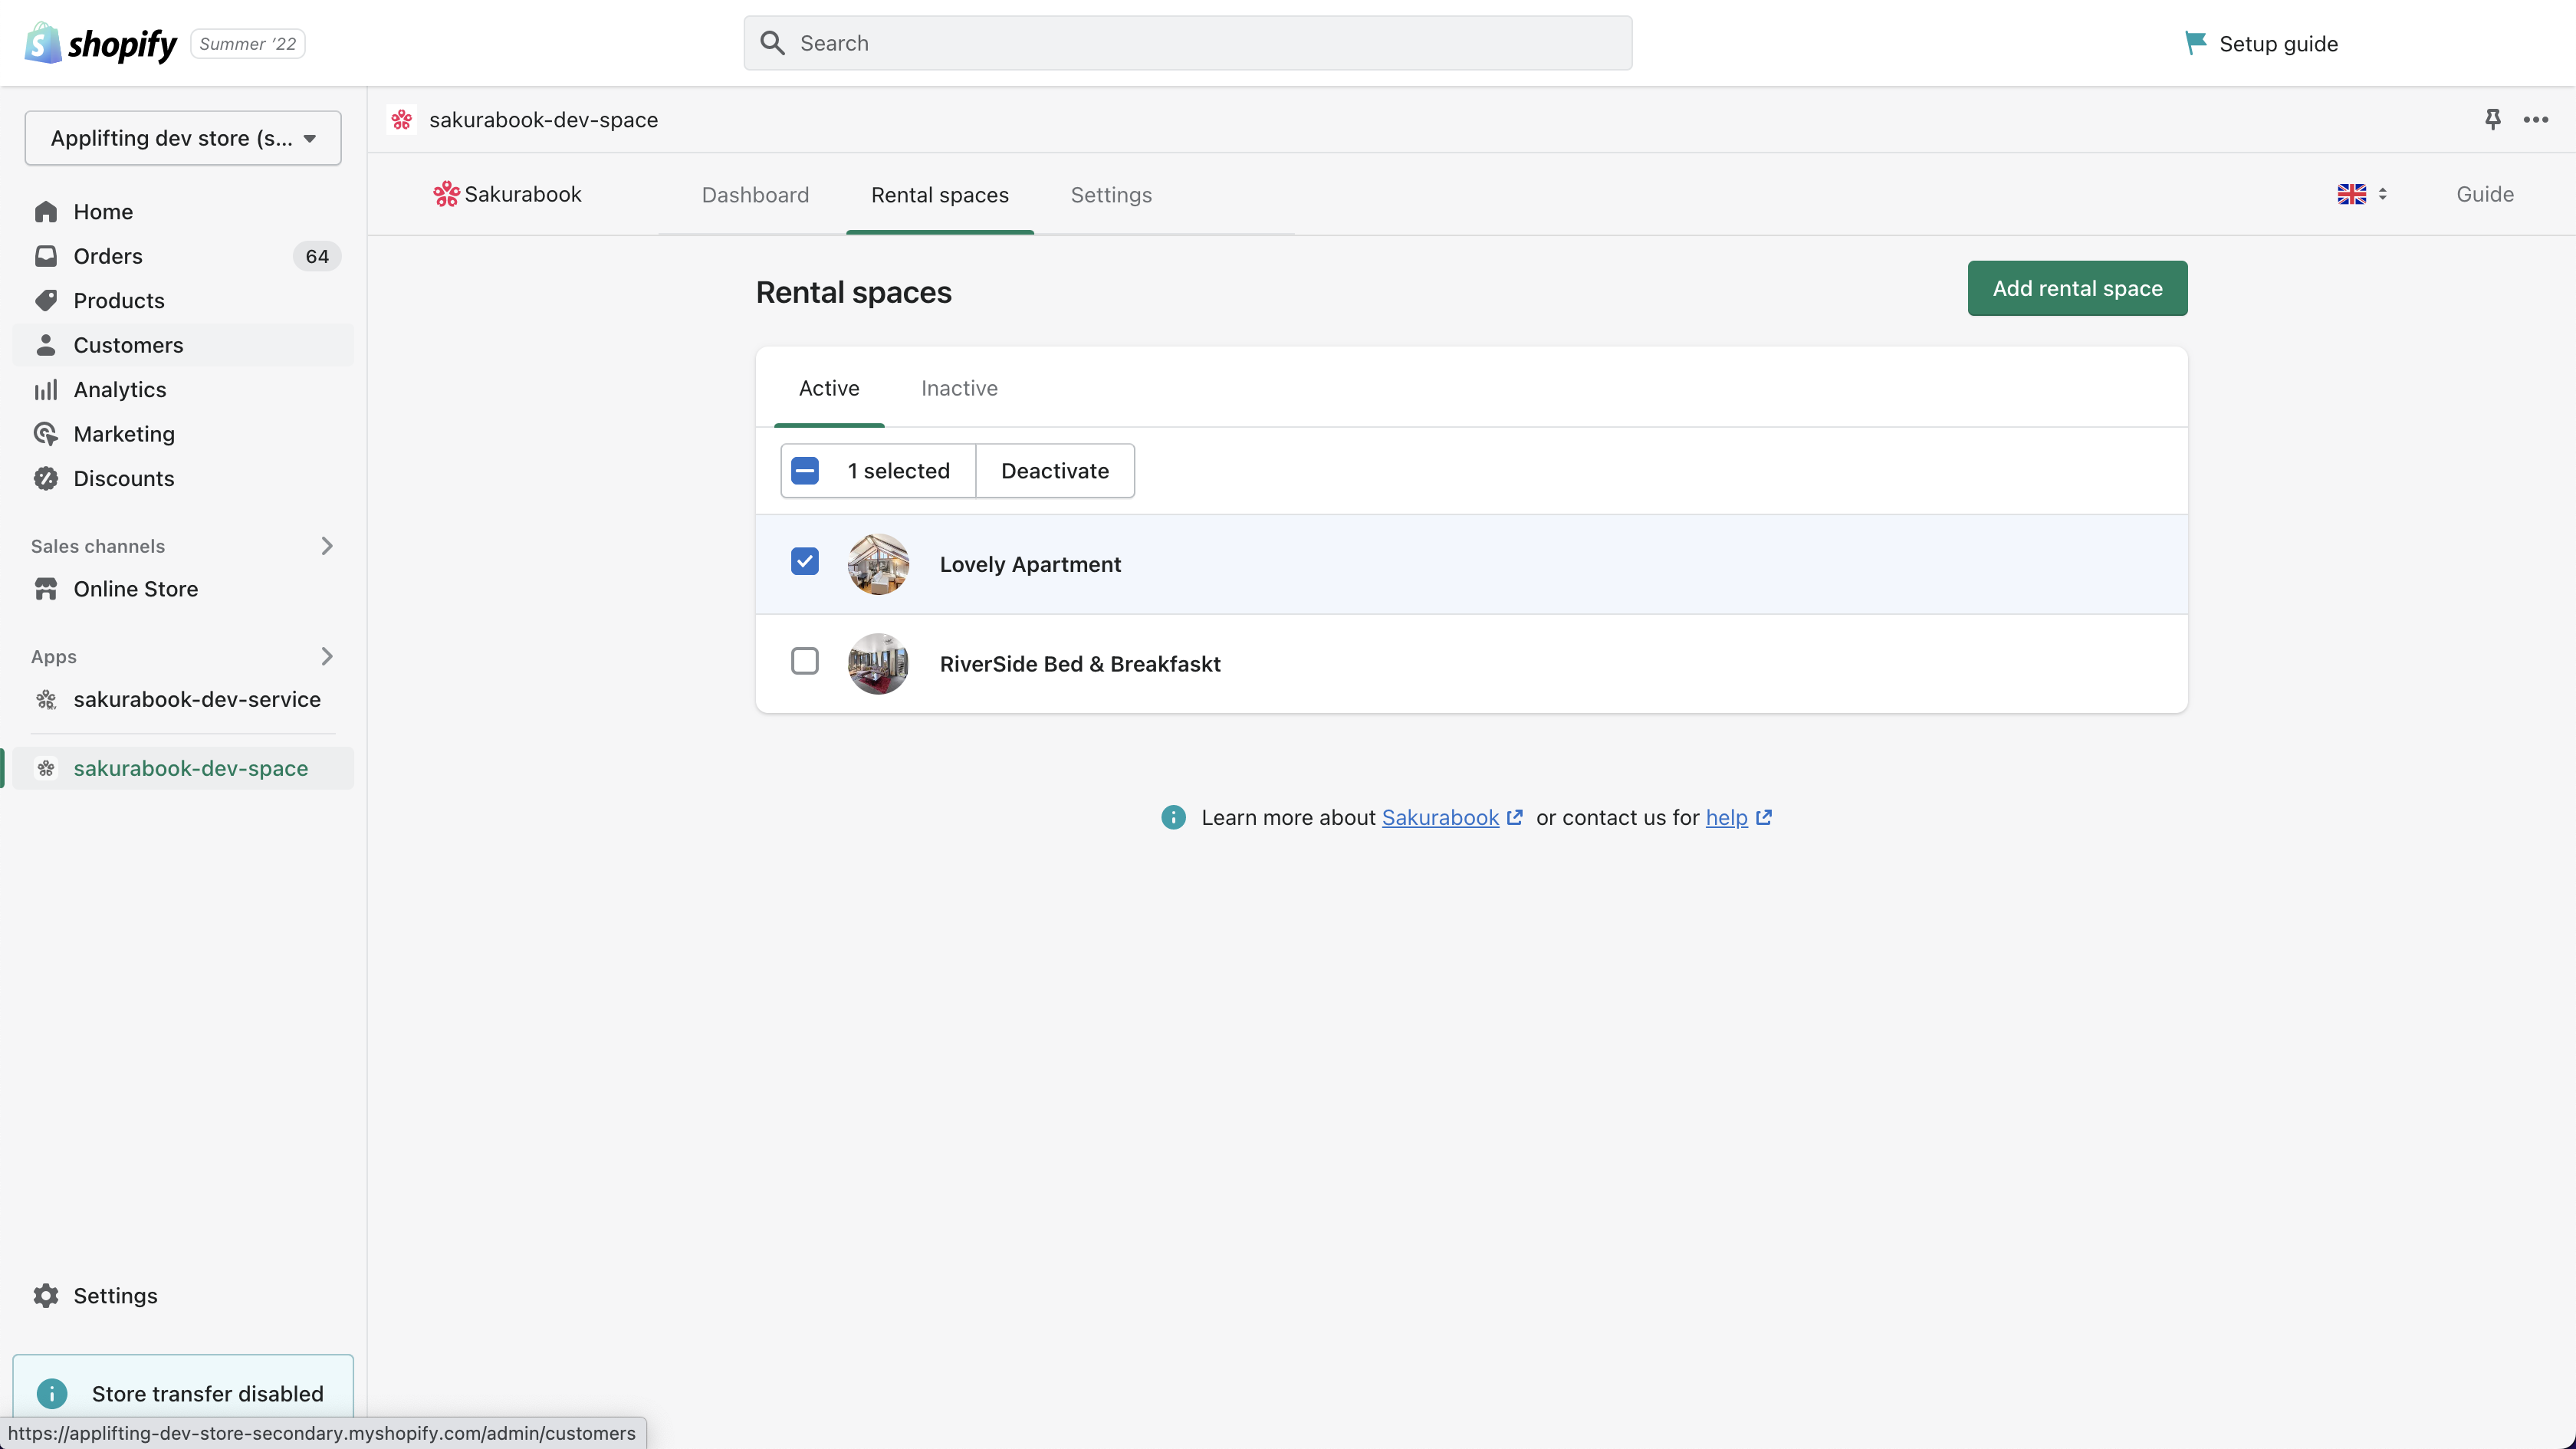 shopify
Summer ’22
Search
Setup guide
Applifting dev store (s...
Home
Orders
64
Products
Customers
Analytics
Marketing
Discounts
Sales channels
Online Store
Apps
sakurabook-dev-service
sakurabook-dev-space
Settings
Store transfer disabled
https://applifting-dev-store-secondary.myshopify.com/admin/customers
sakurabook-dev-space
Sakurabook
Dashboard
Rental spaces
Settings
Guide
Rental spaces
Add rental space
Active
Inactive
1 selected
Deactivate
Lovely Apartment
RiverSide Bed & Breakfaskt
Learn more about Sakurabook or contact us for help